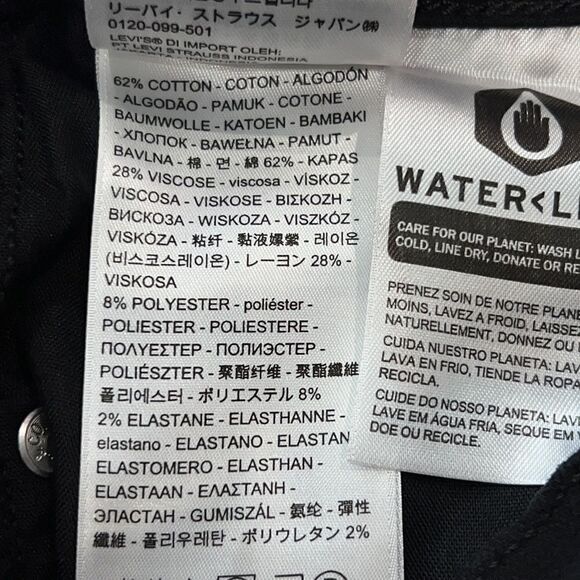 リーバイ・ストラウス ジャパン㈱
0120-099-501
LEVI'S® DI IMPORT OLEH:
PT LEVI STRAUSS INDONESIA
62% COTTON - COTON - ALGODÓN
- ALGODÃO - PAMUK - COTONE -
BAUMWOLLE - KATOEN - BAMBAKI
- ХЛОПОК - BAWEŁNA - PAMUT -
BAVLNA - 棉 - 면 - 綿 62% - KAPAS
28% VISCOSE - viscosa - VİSKOZ -
VISCOSA - VISKOSE - ΒΙΣΚΟΖΗ -
ВИСКОЗА - WISKOZA - VISZKÓZ -
VISKÓZA - 粘纤 - 黏液嫘縈 - 레이온
(비스코스레이온) - レーヨン 28% -
VISKOSA
8% POLYESTER - poliéster -
POLIESTER - POLIESTERE -
ΠΟΛΥΕΣΤΕΡ - ПОЛИЭСТЕР -
POLIÉSZTER - 聚酯纤维 - 聚酯纖維
폴리에스터 - ポリエステル 8%
2% ELASTANE - ELASTHANNE -
elastano - ELASTANO - ELASTAN
ELASTOMERO - ELASTHAN -
ELASTAAN - ΕΛΑΣΤΑΝΗ -
ЭЛАСТАН - GUMISZÁL - 氨纶 - 彈性
纖維 - 폴리우레탄 - ポリウレタン 2%
WATER<L
CARE FOR OUR PLANET: WASH L
COLD, LINE DRY, DONATE OR RE
PRENEZ SOIN DE NOTRE PLANE
MOINS, LAVEZ A FROID, LAISSE
NATURELLEMENT, DONNEZ OU
CUIDA NUESTRO PLANETA: LAV
LAVA EN FRIO, TIENDE LA ROPA
RECICLA.
CUIDE DO NOSSO PLANETA: LAV
LAVE EM ÁGUA FRIA, SEQUE EM
DOE OU RECICLE.